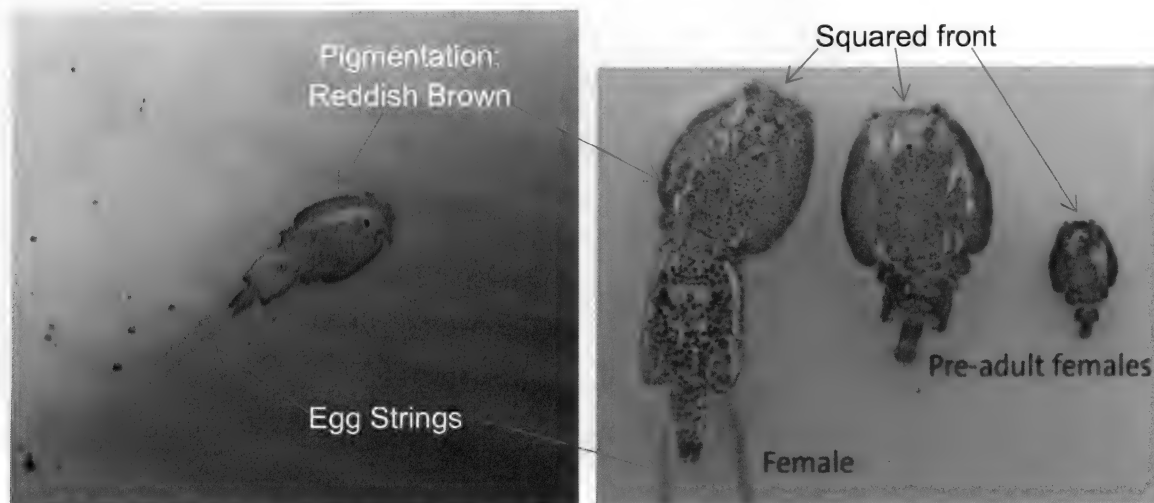 Pigmentation:
Reddish Brown
Egg Strings
Squared front
Pre-adult females
Female